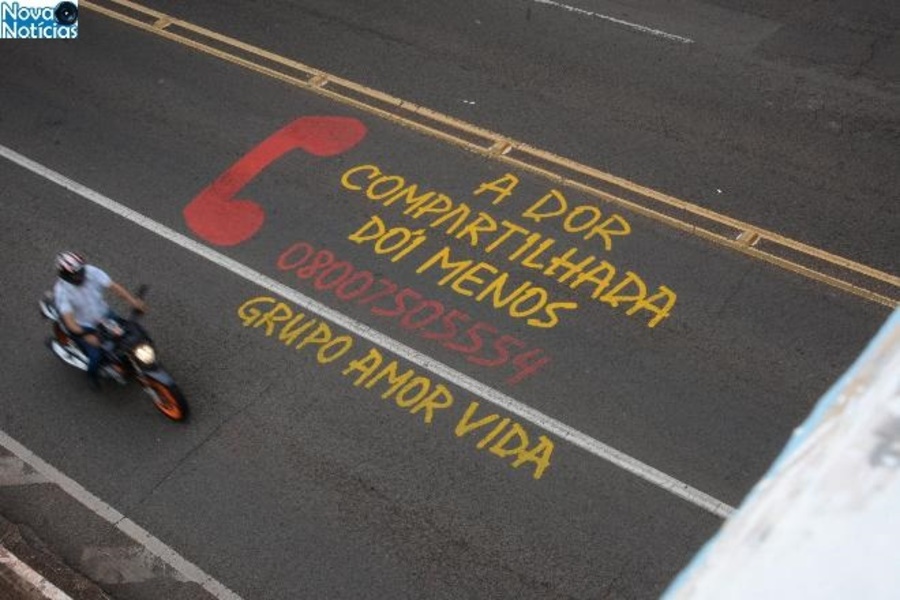 Nova
Notícias
A DOR
COMPARTILHADA
DÓI MENOS
08007505554
GRUPO AMOR VIDA